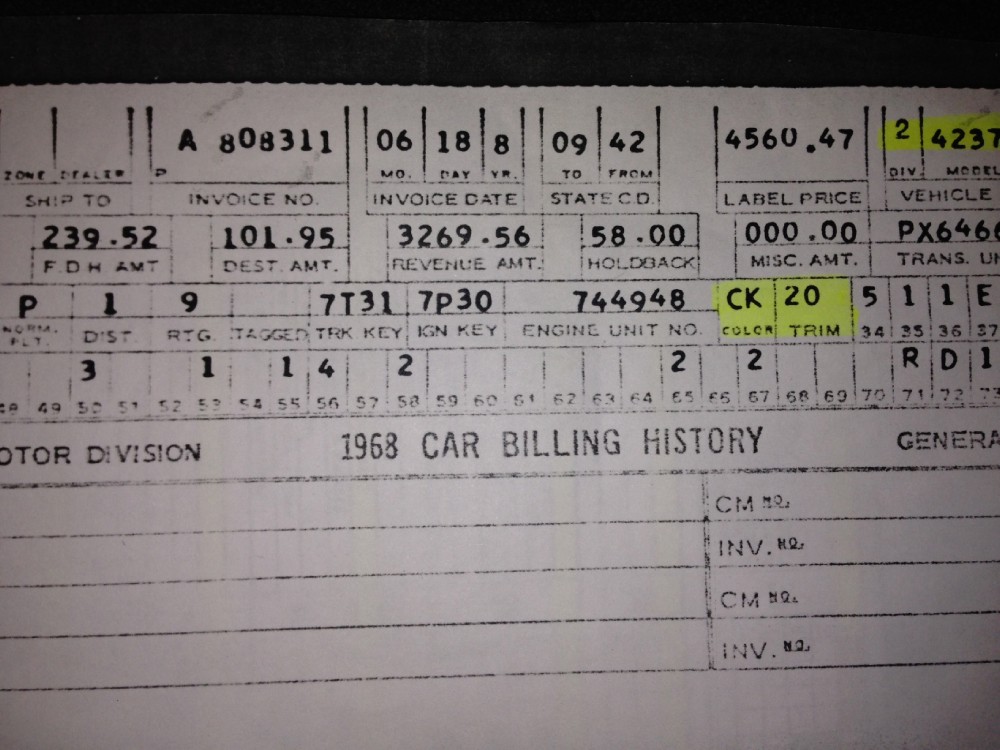 A 808311 06 18 8 09 42 4560.47 2 4237
ZONE DEALER P MO. DAY YR. TO FROM DIV. MODEL
SHIP TO INVOICE NO. INVOICE DATE STATE CD. LABEL PRICE VEHICLE
239.52 101.95 3269.56 58.00 000.00 PX6466
F.D H AMT DEST. AMT. REVENUE AMT. HOLDBACK MISC. AMT. TRANS. UN
P 1 9 7T31 7P30 744948 CK 20 5 1 1 E
NORM. PLT. DIST. RTG. TAGGED TRK KEY IGN KEY ENGINE UNIT NO. COLOR TRIM 34 35 36 37
3 1 1 4 2 2 2 R D 1
49 50 51 52 53 54 55 56 57 58 59 60 61 62 63 64 65 66 67 68 69 70 71 72 73
OTOR DIVISION 1968 CAR BILLING HISTORY GENERA
CM NO.
INV. NO.
CM NO.
INV. NO.